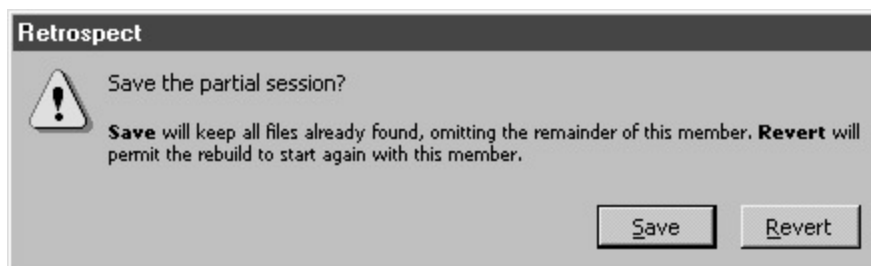 Retrospect
Save the partial session?
Save will keep all files already found, omitting the remainder of this member. Revert will
permit the rebuild to start again with this member.
Save
Revert